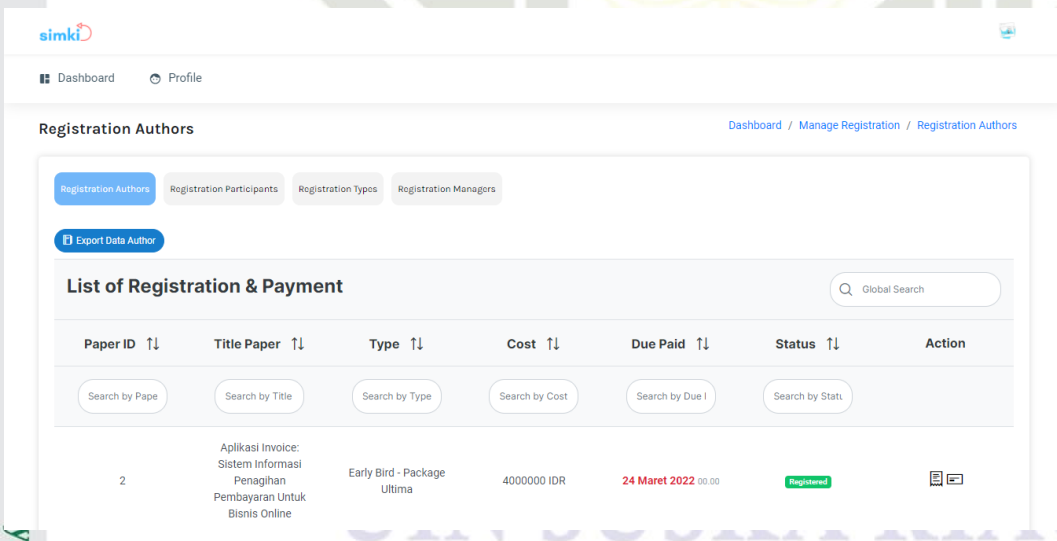 simki
Dashboard Profile
Registration Authors
Dashboard / Manage Registration / Registration Authors
Registration Authors Registration Participants Registration Types Registration Managers
Export Data Author
List of Registration & Payment
Global Search
Paper ID Title Paper Type Cost Due Paid Status Action
Search by Pape Search by Title Search by Type Search by Cost Search by Due Search by Statu
Aplikasi Invoice:
Sistem Informasi
Penagihan
Pembayaran Untuk
Bisnis Online
2
Early Bird - Package
Ultima
4000000 IDR
24 Maret 2022 00.00
Registered